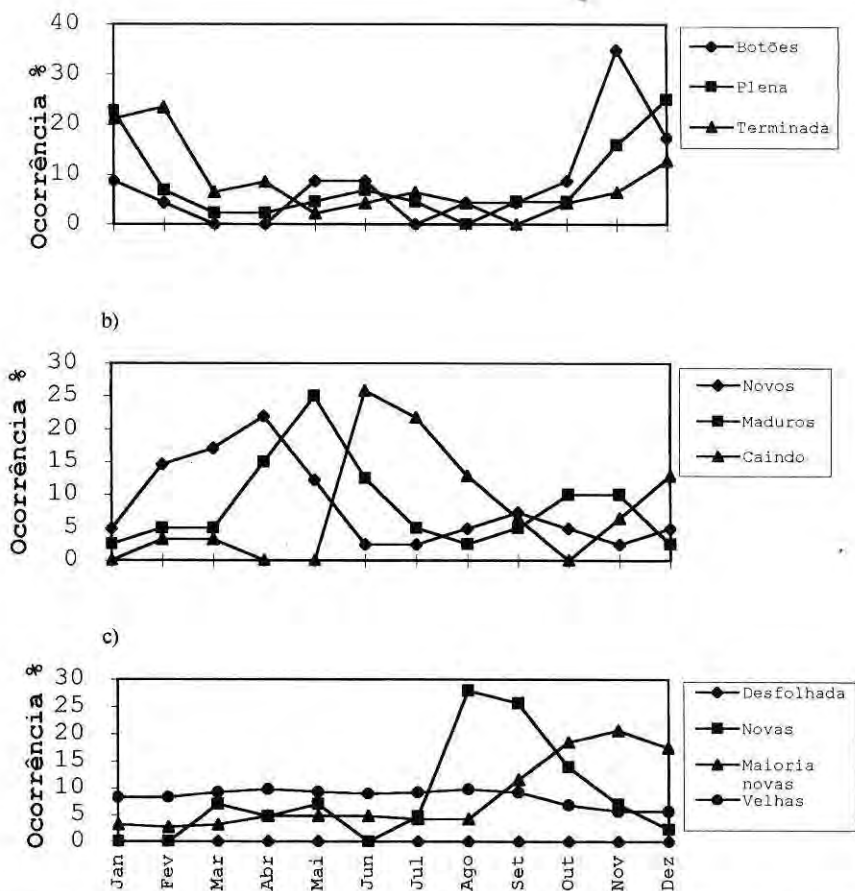 40
30
20
10
0
Ocorrência %
Botões
Plena
Terminada
b)
30
25
20
15
10
5
0
Ocorrência %
Novos
Maduros
Caindo
c)
30
25
20
15
10
5
0
Ocorrência %
Desfolhada
Novas
Maioria
novas
Velhas
Jan Fev Mar Abr Mai Jun Jul Ago Set Out Nov Dez